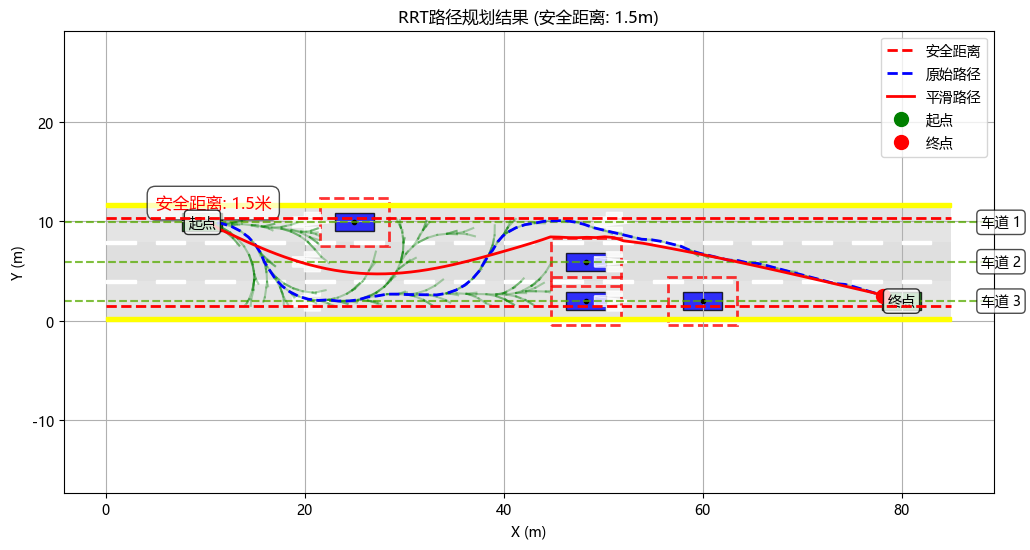 RRT路径规划结果 (安全距离: 1.5m)
安全距离
原始路径
平滑路径
起点
终点
安全距离: 1.5米
起点
车道 1
车道 2
终点
车道 3
Y (m)
20
10
0
-10
0
20
40
60
80
X (m)